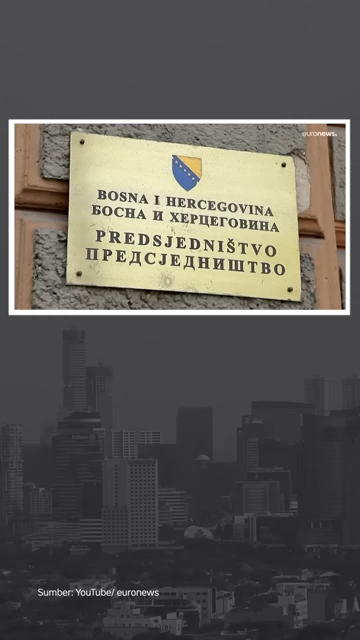 euronews.
BOSNA I HERCEGOVINA
БОСНА И ХЕРЦЕГОВИНА
PREDSJEDNIŠTVO
ПРЕДСЈЕДНИШТВО
Sumber: YouTube/ euronews